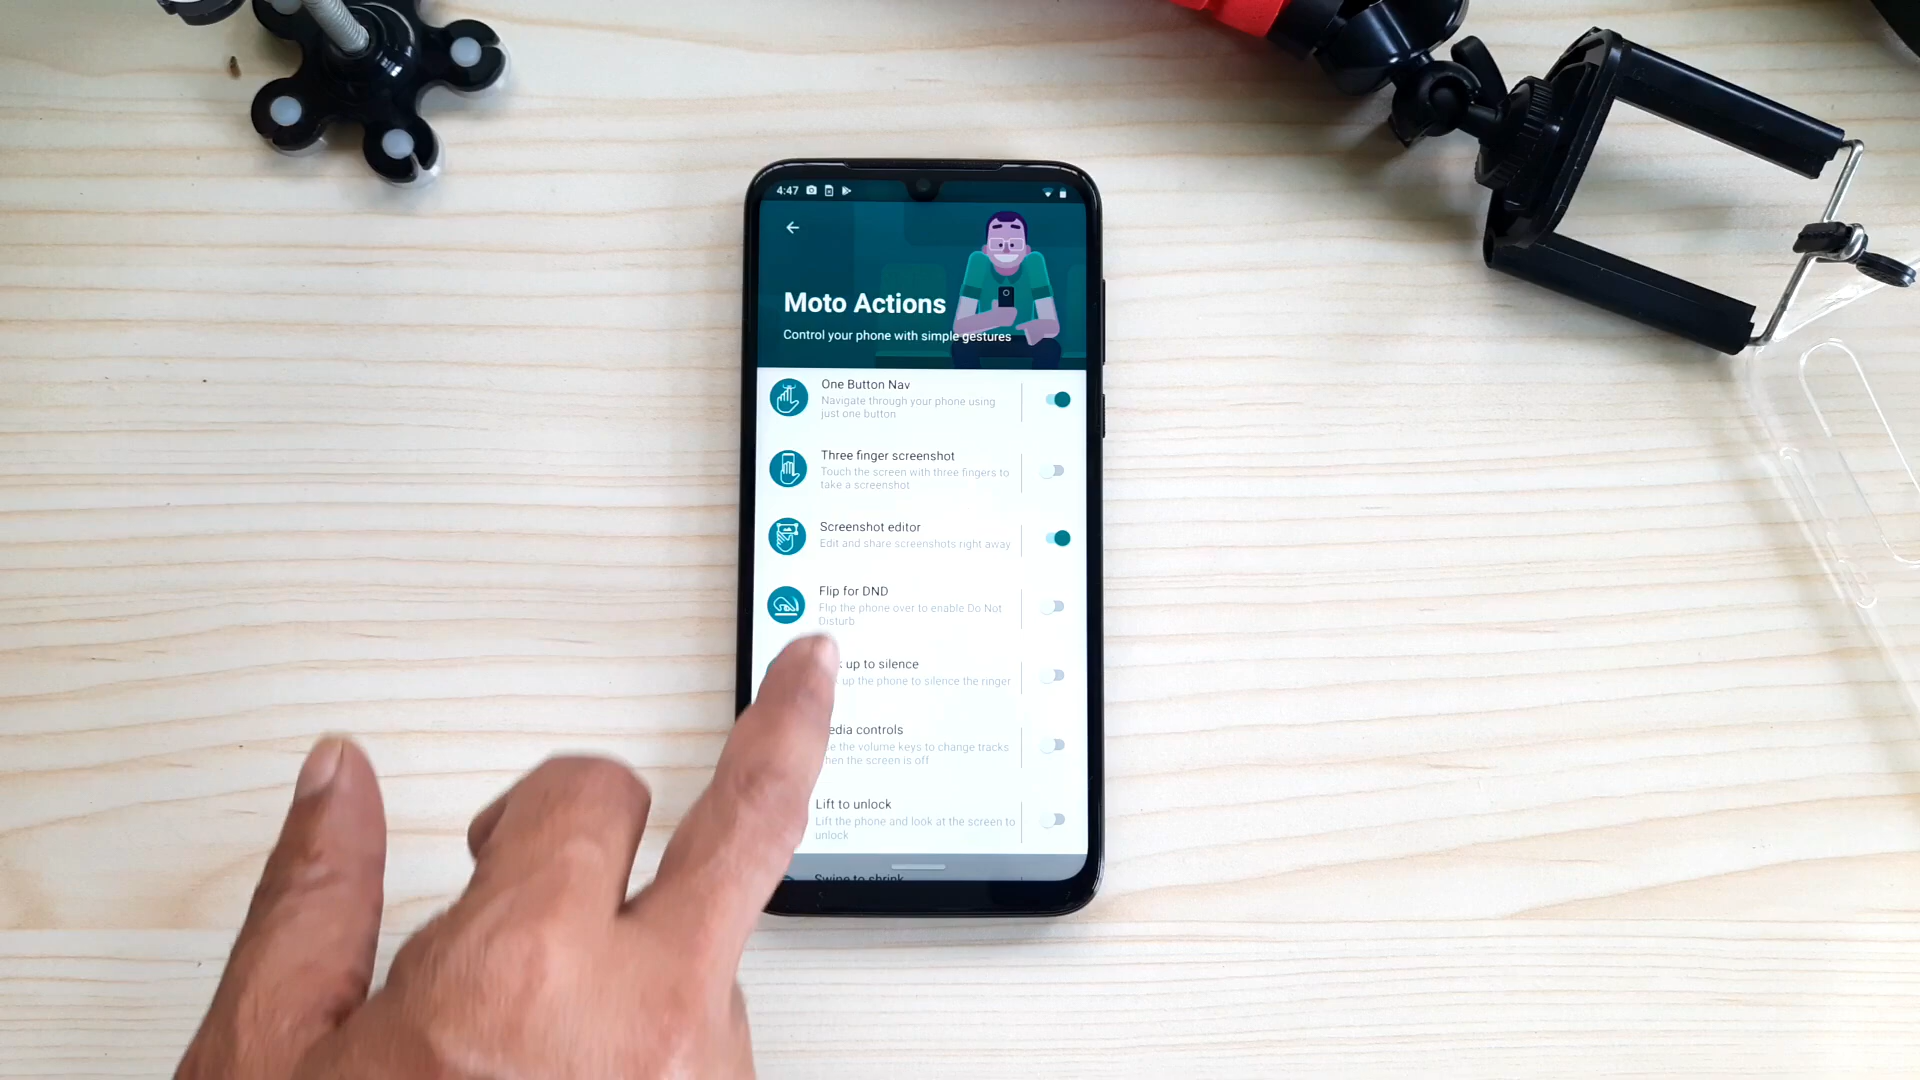 4:47
Moto Actions
Control your phone with simple gestures
One Button Nav
Navigate through your phone using
just one button
Three finger screenshot
Touch the screen with three fingers to
take a screenshot
Screenshot editor
Edit and share screenshots right away
Flip for DND
Flip the phone over to enable Do Not
Disturb
up to silence
up the phone to silence the ringer
controls
the volume keys to change tracks
the screen is off
Lift to unlock
Lift the phone and look at the screen to
unlock
Swipe to shrink